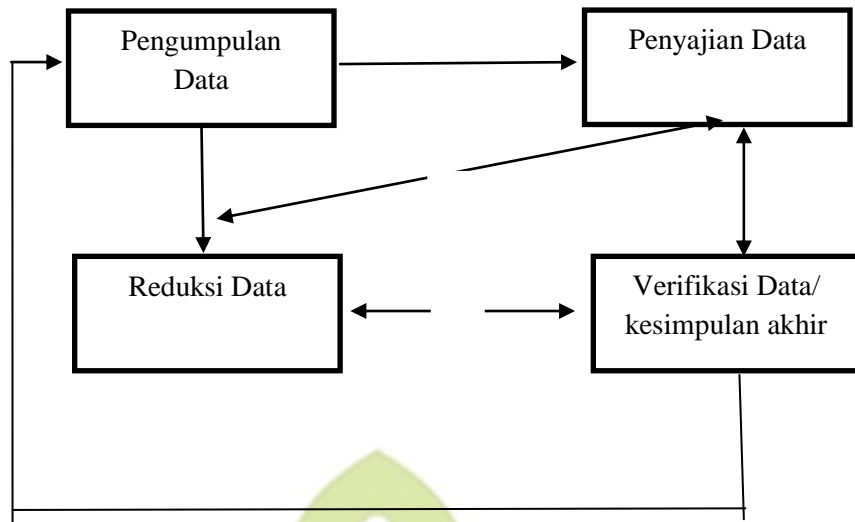 Pengumpulan
Data
Penyajian Data
Reduksi Data
Verifikasi Data/
kesimpulan akhir